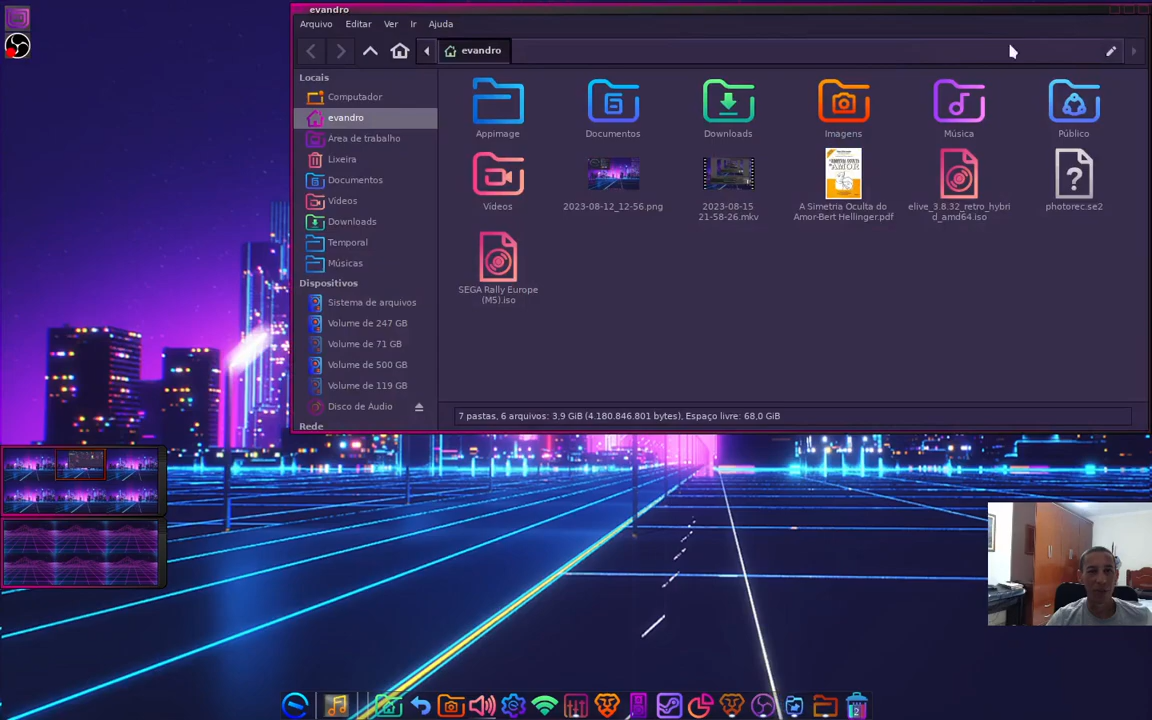 evandro
Arquivo Editar Ver Ir Ajuda
evandro
Locais
Computador
evandro
Área de trabalho
Lixeira
Documentos
Vídeos
Downloads
Temporal
Músicas
Dispositivos
Sistema de arquivos
Volume de 247 GB
Volume de 71 GB
Volume de 500 GB
Volume de 119 GB
Disco de Audio
Rede
Appimage
Documentos
Downloads
Imagens
Música
Público
Vídeos
2023-08-12_12-56.png
2023-08-15
21-58-26.mkv
A Simetria Oculta do
Amor-Bert Hellinger.pdf
elive_3.8.32_retro_hybri
d_amd64.iso
photorec.se2
SEGA Rally Europe
(M5).iso
7 pastas, 6 arquivos: 3,9 GiB (4.180.846.801 bytes), Espaço livre: 68,0 GiB